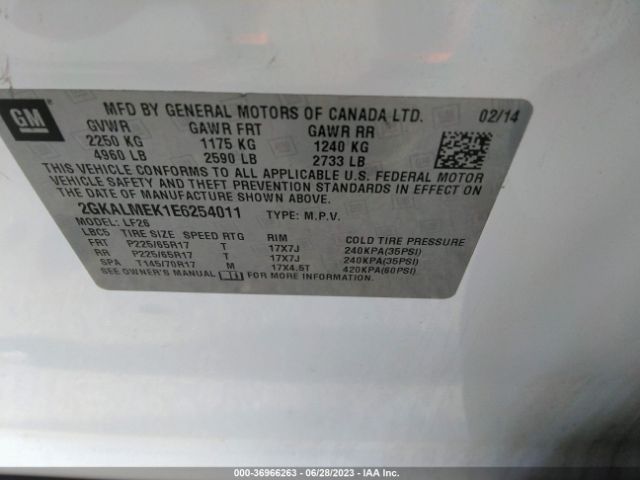 GM
MFD BY GENERAL MOTORS OF CANADA LTD. 02/14
GVWR GAWR FRT GAWR RR
2250 KG 1175 KG 1240 KG
4960 LB 2590 LB 2733 LB
THIS VEHICLE CONFORMS TO ALL APPLICABLE U.S. FEDERAL MOTOR
VEHICLE SAFETY AND THEFT PREVENTION STANDARDS IN EFFECT ON
THE DATE OF MANUFACTURE SHOWN ABOVE.
2GKALMEK1E6254011 TYPE: M.P.V.
MODEL: LF26
LBC5 TIRE SIZE SPEED RTG RIM COLD TIRE PRESSURE
FRT P225/65R17 T 17X7J 240KPA(35PSI)
RR P225/65R17 T 17X7J 240KPA(35PSI)
SPA T145/70R17 M 17X4.5T 420KPA(60PSI)
SEE OWNER'S MANUAL FOR MORE INFORMATION.
000-36966263 - 06/28/2023 - IAA Inc.